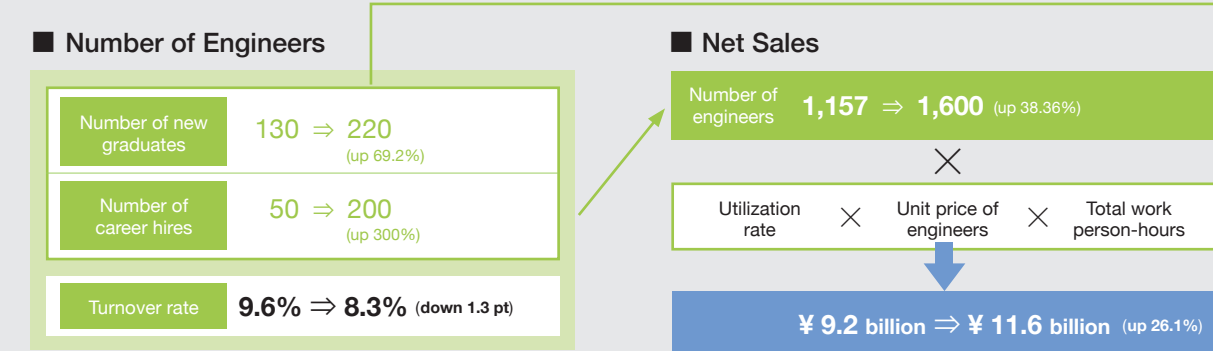 ■ Number of Engineers
Number of new
graduates
130 ⇒ 220
(up 69.2%)
Number of
career hires
50 ⇒ 200
(up 300%)
Turnover rate
9.6% ⇒ 8.3% (down 1.3 pt)
■ Net Sales
Number of
engineers
1,157 ⇒ 1,600 (up 38.36%)
×
Utilization
rate
×
Unit price of
engineers
×
Total work
person-hours
¥ 9.2 billion ⇒ ¥ 11.6 billion (up 26.1%)